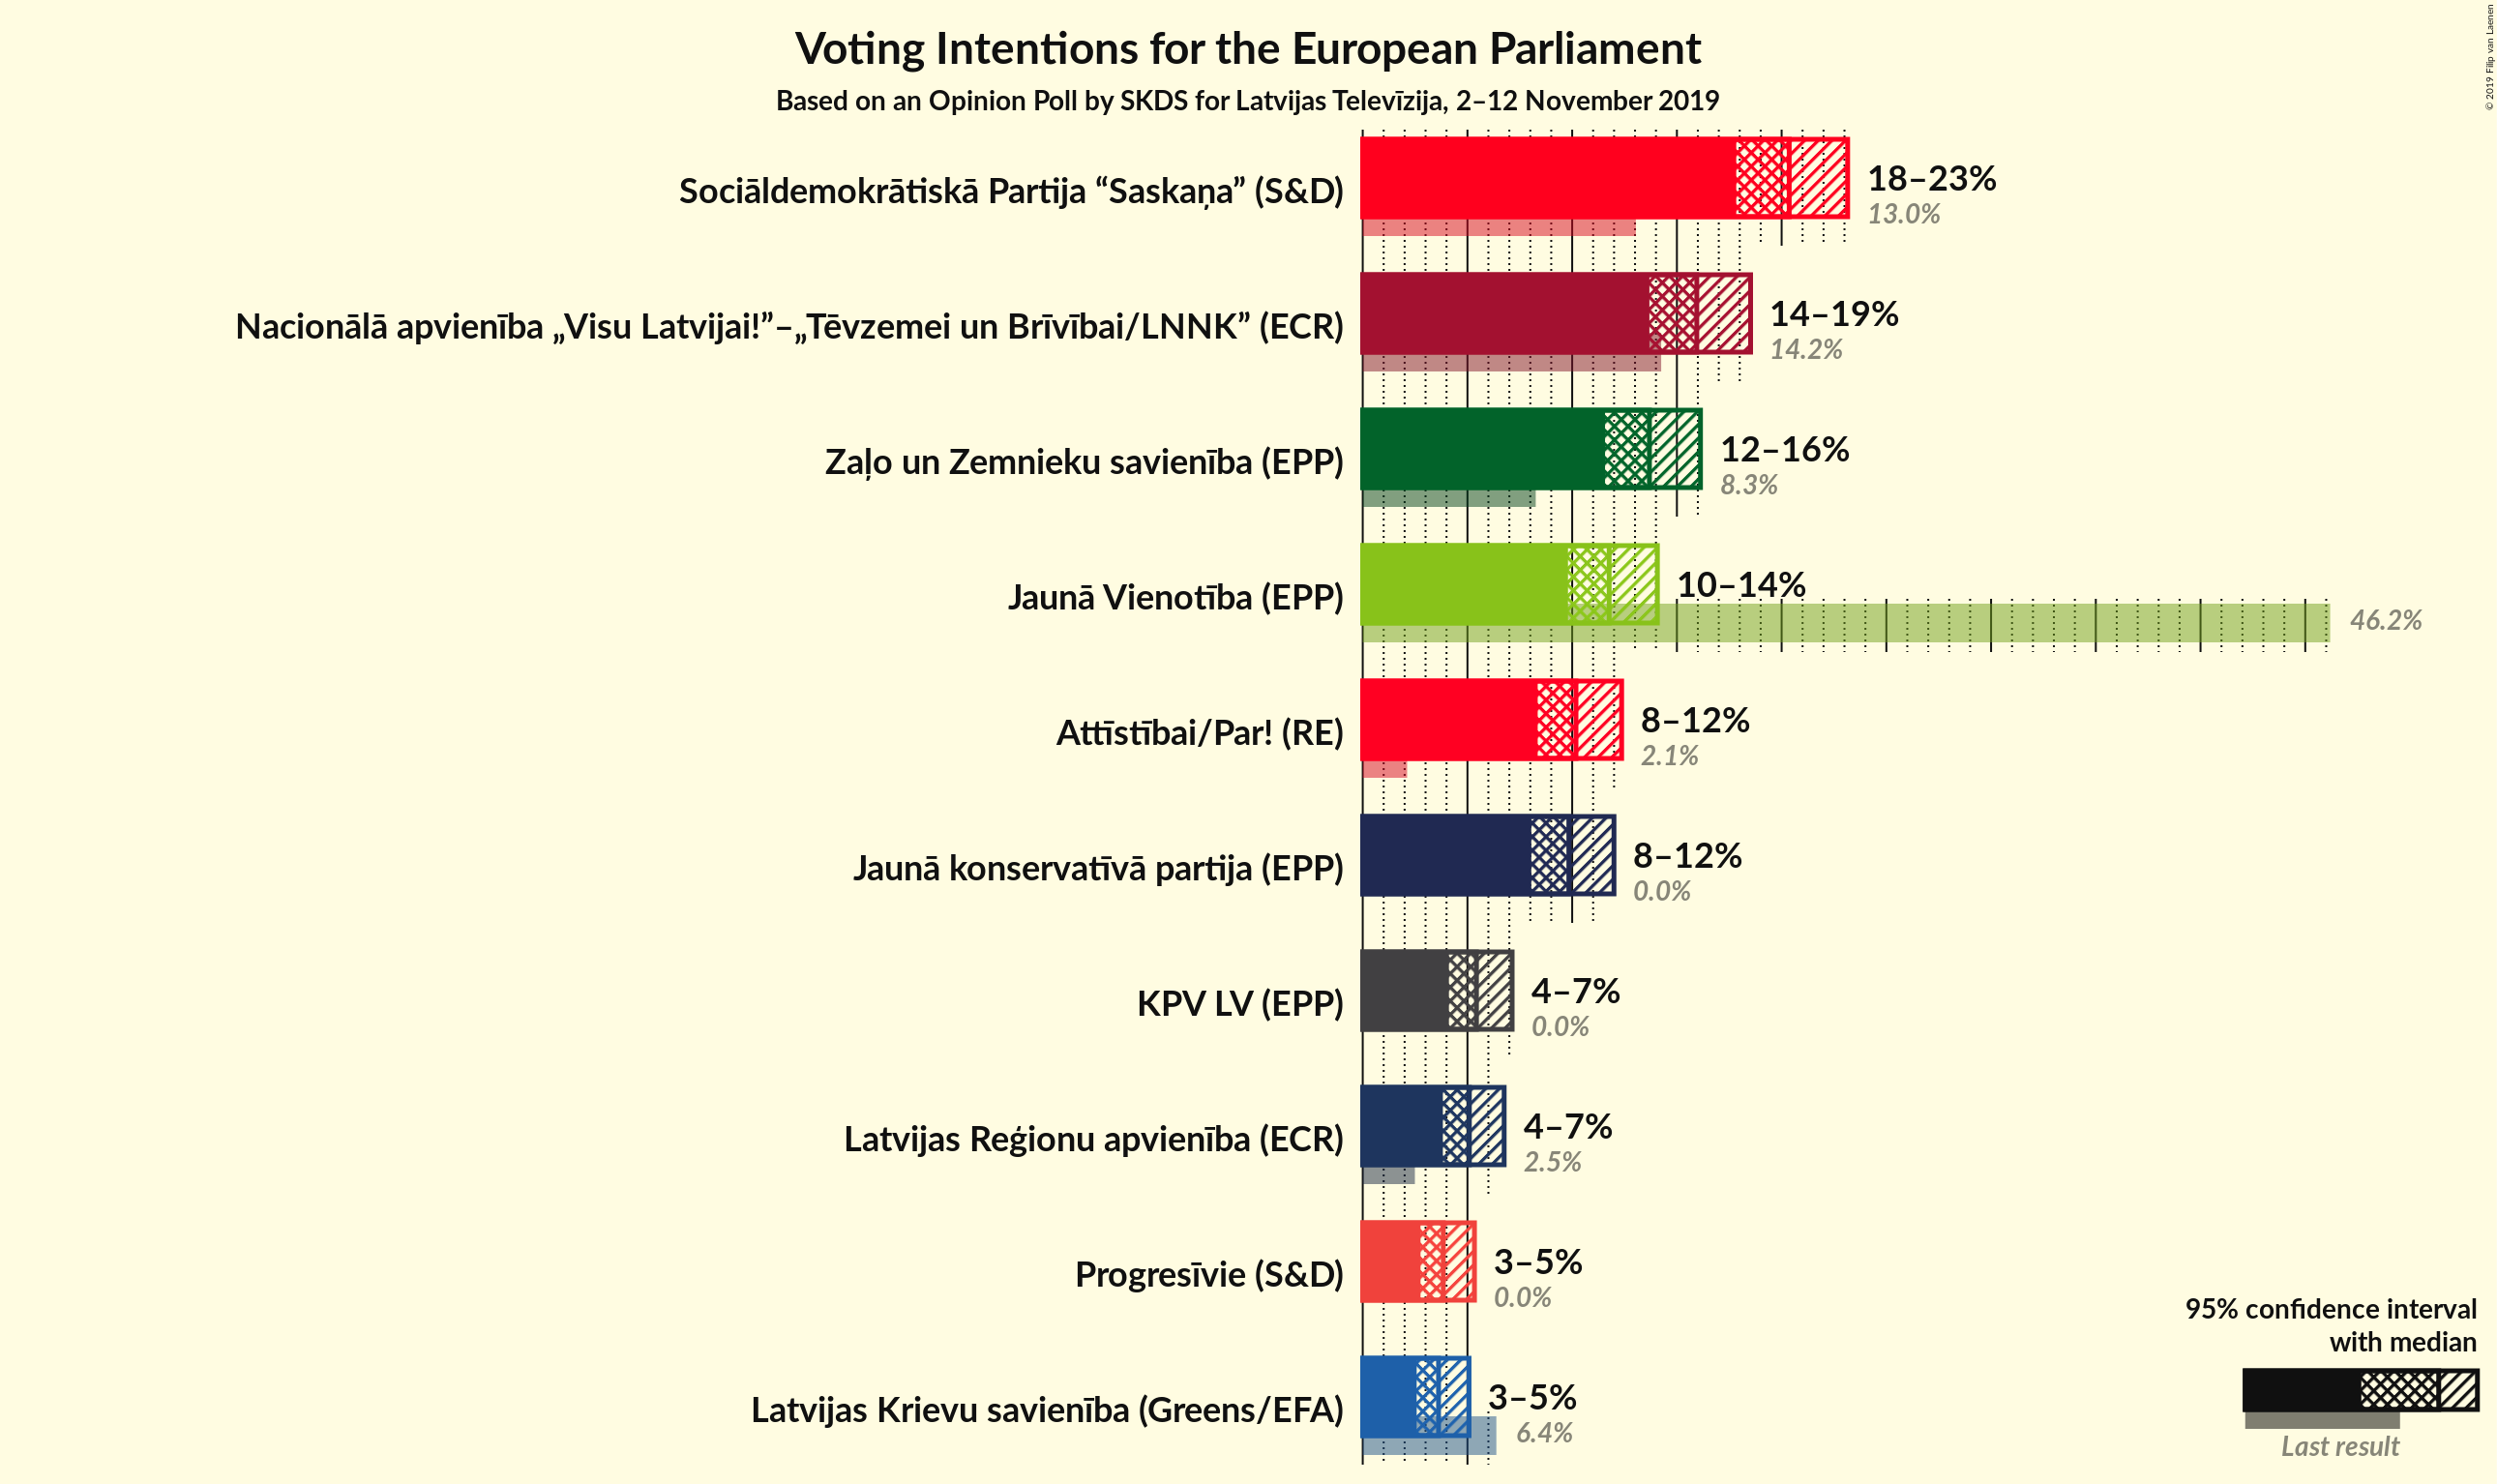 Voting Intentions for the European Parliament
Based on an Opinion Poll by SKDS for Latvijas Televīzija, 2–12 November 2019
© 2019 Filip van Laenen
Sociāldemokrātiskā Partija “Saskaņa” (S&D)
18–23%
13.0%
Nacionālā apvienība „Visu Latvijai!”–„Tēvzemei un Brīvībai/LNNK” (ECR)
14–19%
14.2%
Zaļo un Zemnieku savienība (EPP)
12–16%
8.3%
Jaunā Vienotība (EPP)
10–14%
46.2%
Attīstībai/Par! (RE)
8–12%
2.1%
Jaunā konservatīvā partija (EPP)
8–12%
0.0%
KPV LV (EPP)
4–7%
0.0%
Latvijas Reģionu apvienība (ECR)
4–7%
2.5%
Progresīvie (S&D)
3–5%
0.0%
Latvijas Krievu savienība (Greens/EFA)
3–5%
6.4%
95% confidence interval
with median
Last result